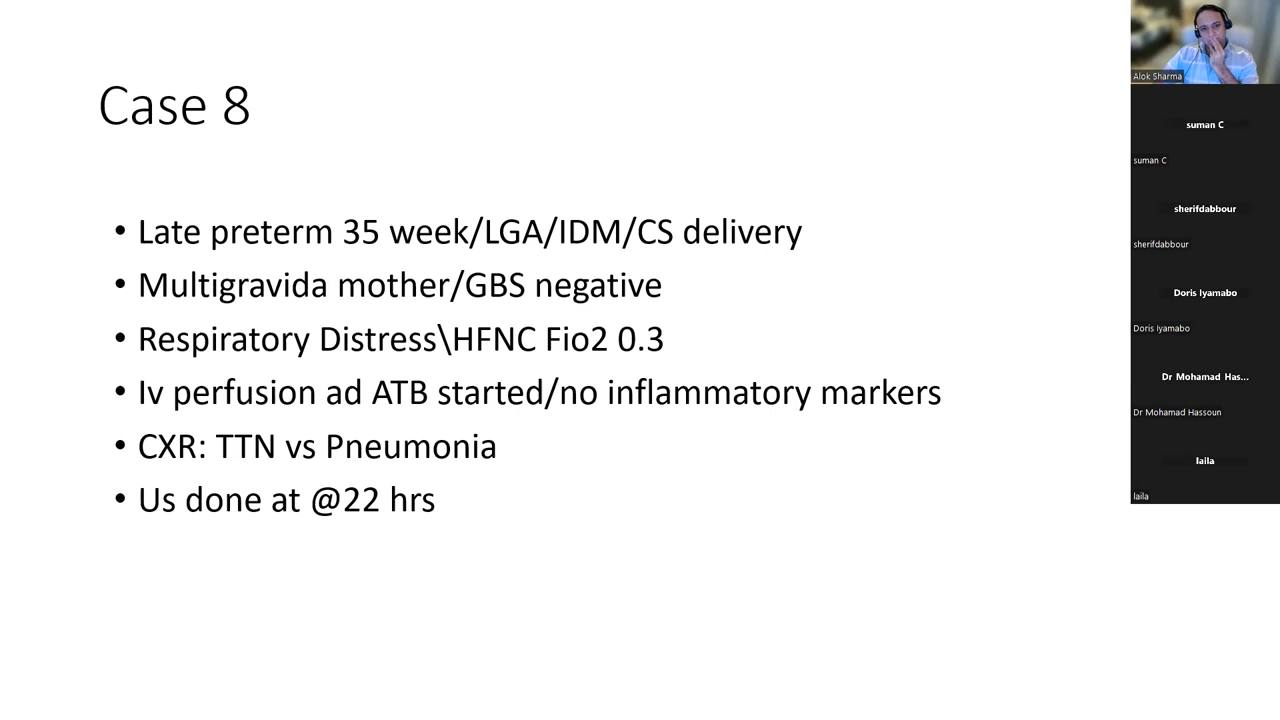 Case 8
• Late preterm 35 week/LGA/IDM/CS delivery
• Multigravida mother/GBS negative
• Respiratory Distress\HFNC Fio2 0.3
• Iv perfusion ad ATB started/no inflammatory markers
• CXR: TTN vs Pneumonia
• Us done at @22 hrs
Alok Sharma
suman C
suman C
sherifdabbour
sherifdabbour
Doris Iyamabo
Doris Iyamabo
Dr Mohamad Has...
Dr Mohamad Hassoun
laila
laila